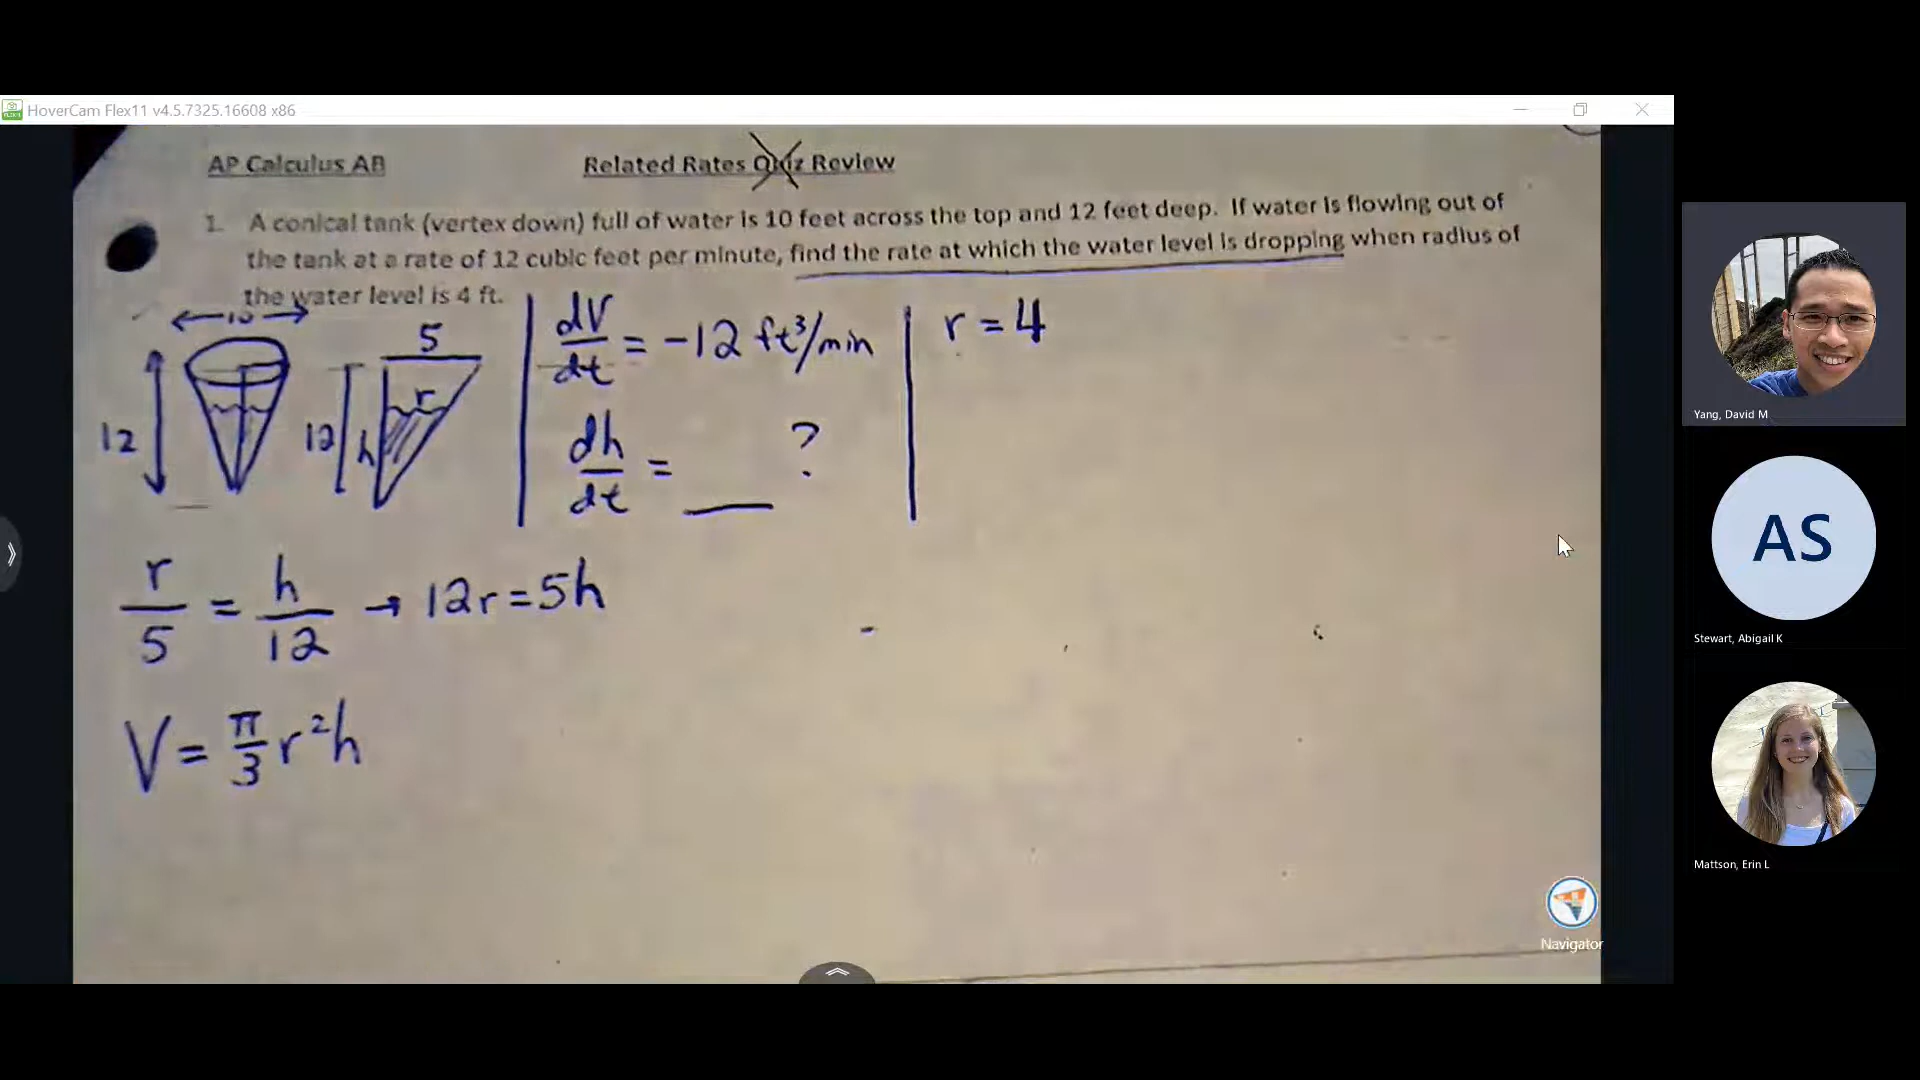 HoverCam Flex11 v4.5.7325.16608 x86
AP Calculus AB
Related Rates Quiz Review
1. A conical tank (vertex down) full of water is 10 feet across the top and 12 feet deep. If water is flowing out of
the tank at a rate of 12 cubic feet per minute, find the rate at which the water level is dropping when radius of
the water level is 4 ft.
10
12
5
r
12
h
dV/dt = -12 ft³/min
dh/dt = ___ ?
r = 4
r/5 = h/12 → 12r = 5h
V = π/3 r²h
Navigator
Yang, David M
AS
Stewart, Abigail K
Mattson, Erin L